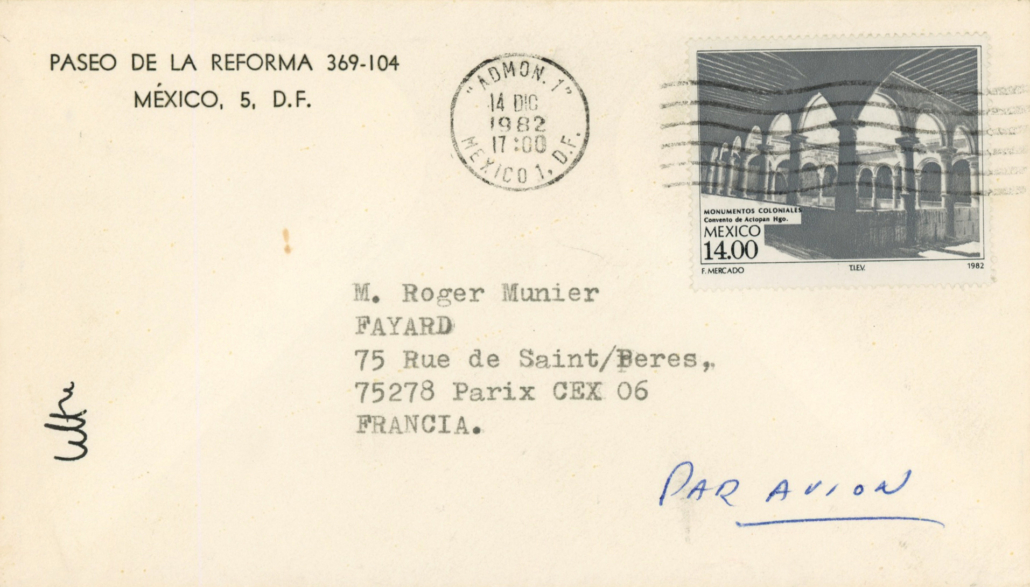 PASEO DE LA REFORMA 369-104
MÉXICO, 5, D.F.
"ADMON. 1"
14 DIC
1982
17:00
MEXICO 1, D.F.
MONUMENTOS COLONIALES
Convento de Actopan Hgo.
MEXICO
14.00
F. MERCADO T.I.E.V. 1982
M. Roger Munier
FAYARD
75 Rue de Saint/Peres,
75278 Parix CEX 06
FRANCIA.
PAR AVION